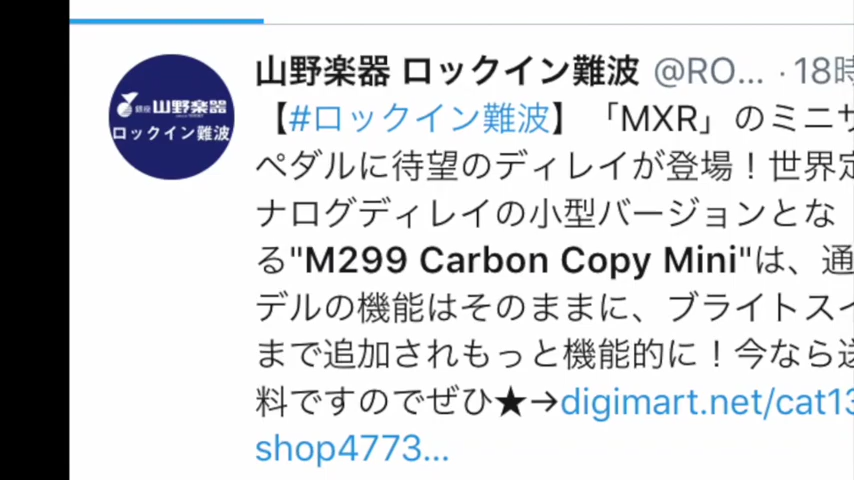 山野楽器 ロックイン難波 @RO... · 18時
【#ロックイン難波】「MXR」のミニサ
ペダルに待望のディレイが登場！世界定
ナログディレイの小型バージョンとな
る"M299 Carbon Copy Mini"は、通
デルの機能はそのままに、ブライトスイ
まで追加されもっと機能的に！今なら送
料ですのでぜひ★→digimart.net/cat13
shop4773...
銀座 山野楽器
ロックイン難波